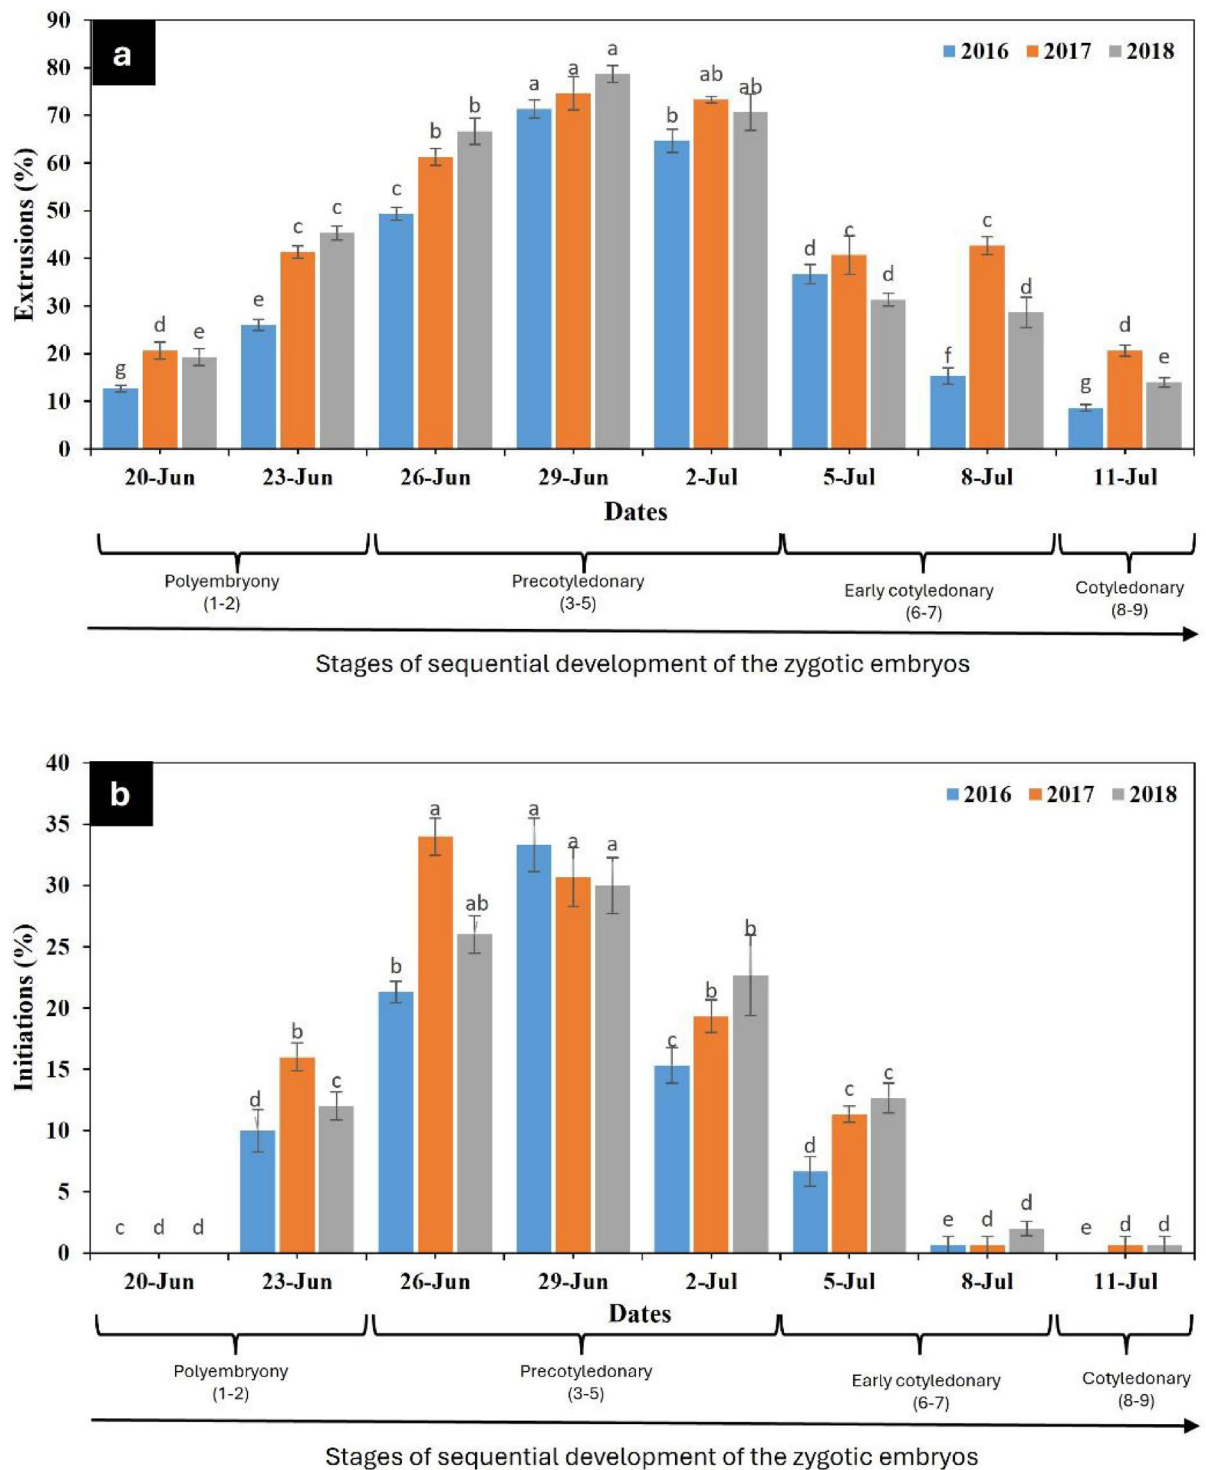 a
2016 2017 2018
Extrusions (%)
90
80
70
60
50
40
30
20
10
0
g d e
e c c
c b b
a a a
b ab ab
d c d
f c d
g d e
20-Jun 23-Jun 26-Jun 29-Jun 2-Jul 5-Jul 8-Jul 11-Jul
Dates
Polyembryony
(1-2)
Precotyledonary
(3-5)
Early cotyledonary
(6-7)
Cotyledonary
(8-9)
Stages of sequential development of the zygotic embryos
b
2016 2017 2018
Initiations (%)
40
35
30
25
20
15
10
5
0
c d d
d b c
b a ab
a a a
c b b
d c c
e d d
e d d
20-Jun 23-Jun 26-Jun 29-Jun 2-Jul 5-Jul 8-Jul 11-Jul
Dates
Polyembryony
(1-2)
Precotyledonary
(3-5)
Early cotyledonary
(6-7)
Cotyledonary
(8-9)
Stages of sequential development of the zygotic embryos